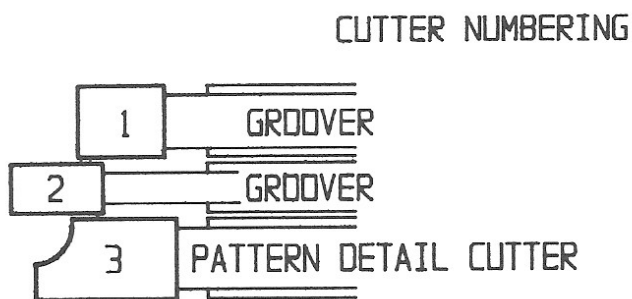 CUTTER NUMBERING
1 GROOVER
2 GROOVER
3 PATTERN DETAIL CUTTER